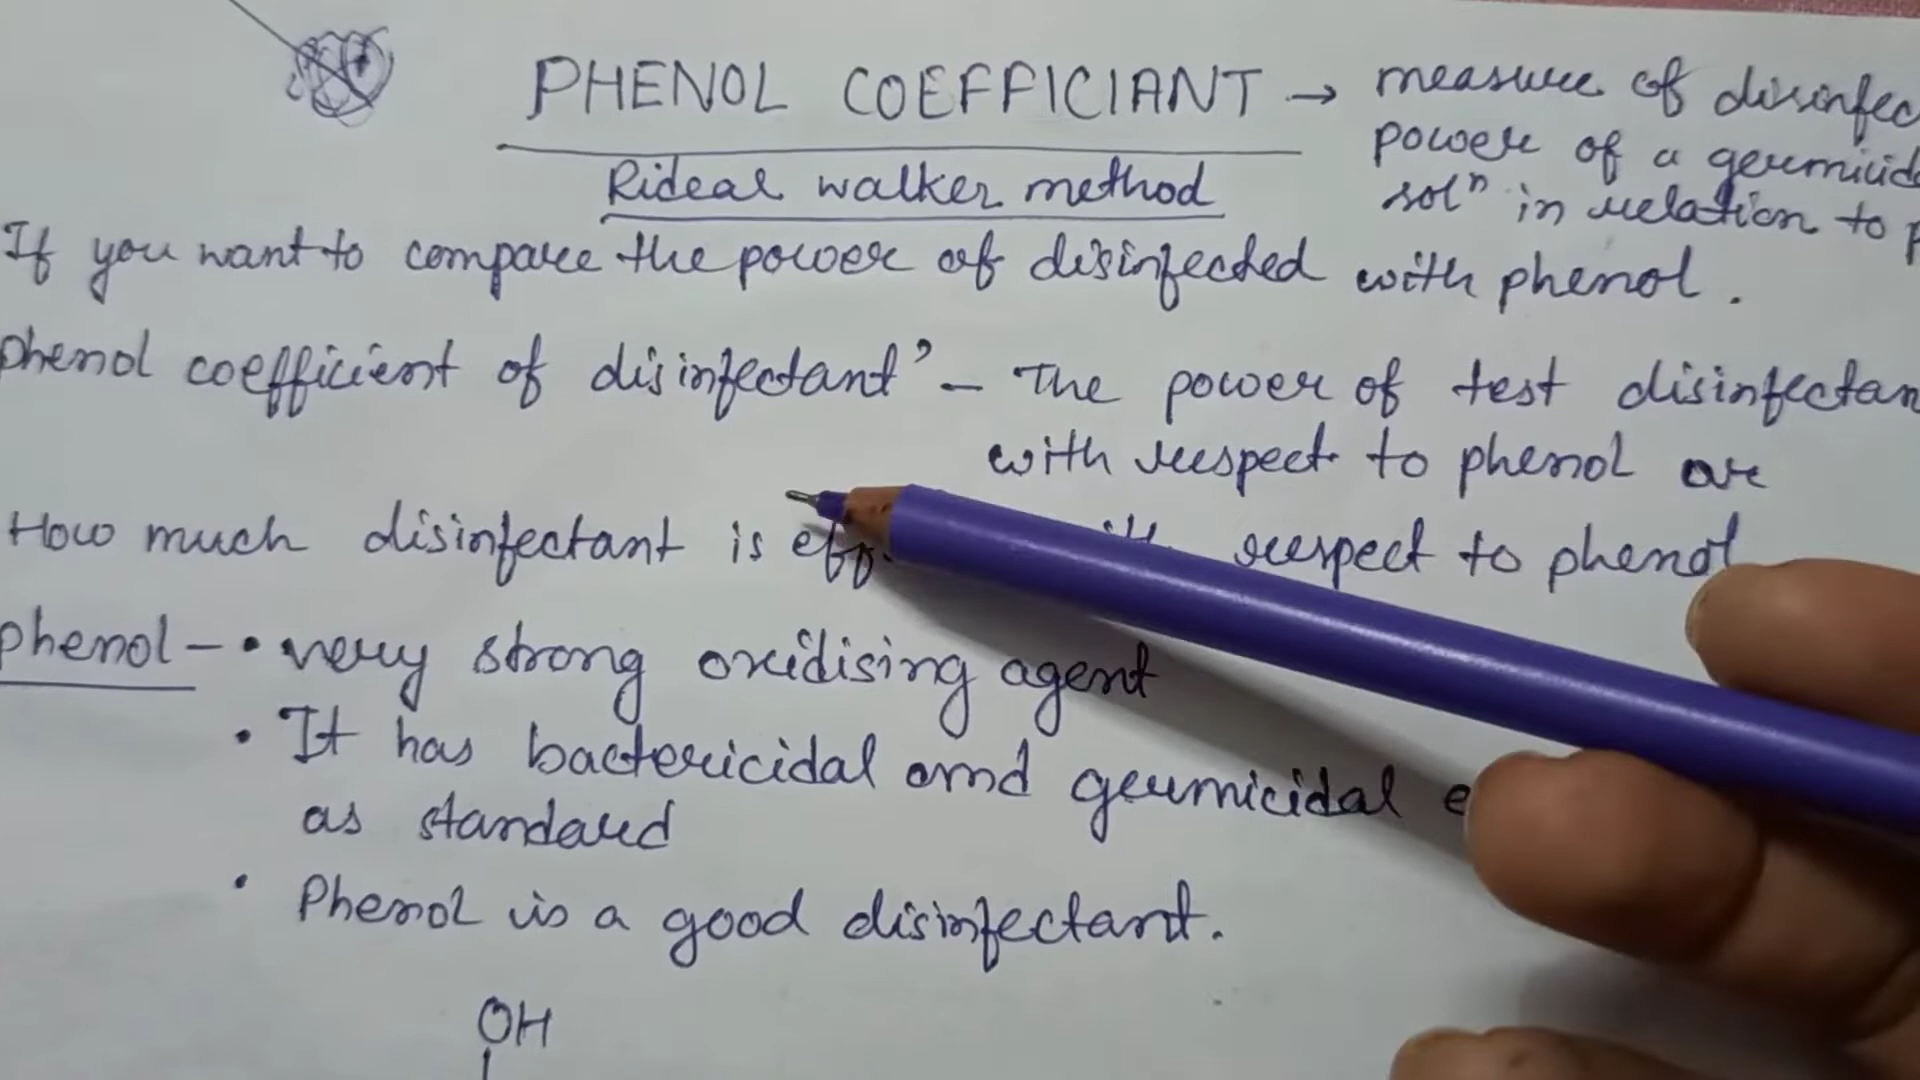 PHENOL COEFFICIANT → measure of disinfec
power of a germicid
solⁿ in relation to p
Rideal walker method
If you want to compare the power of disinfected with phenol.
phenol coefficient of disinfectant' - The power of test disinfectan
with respect to phenol are
How much disinfectant is eff respect to phenol
phenol - • very strong oxidising agent
• It has bactericidal and germicidal e
as standard
• Phenol is a good disinfectant.
OH